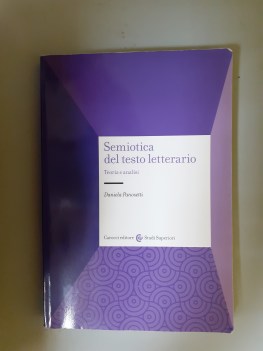 Semiotica
del testo letterario
Teoria e analisi
Daniela Panosetti
Carocci editore Studi Superiori